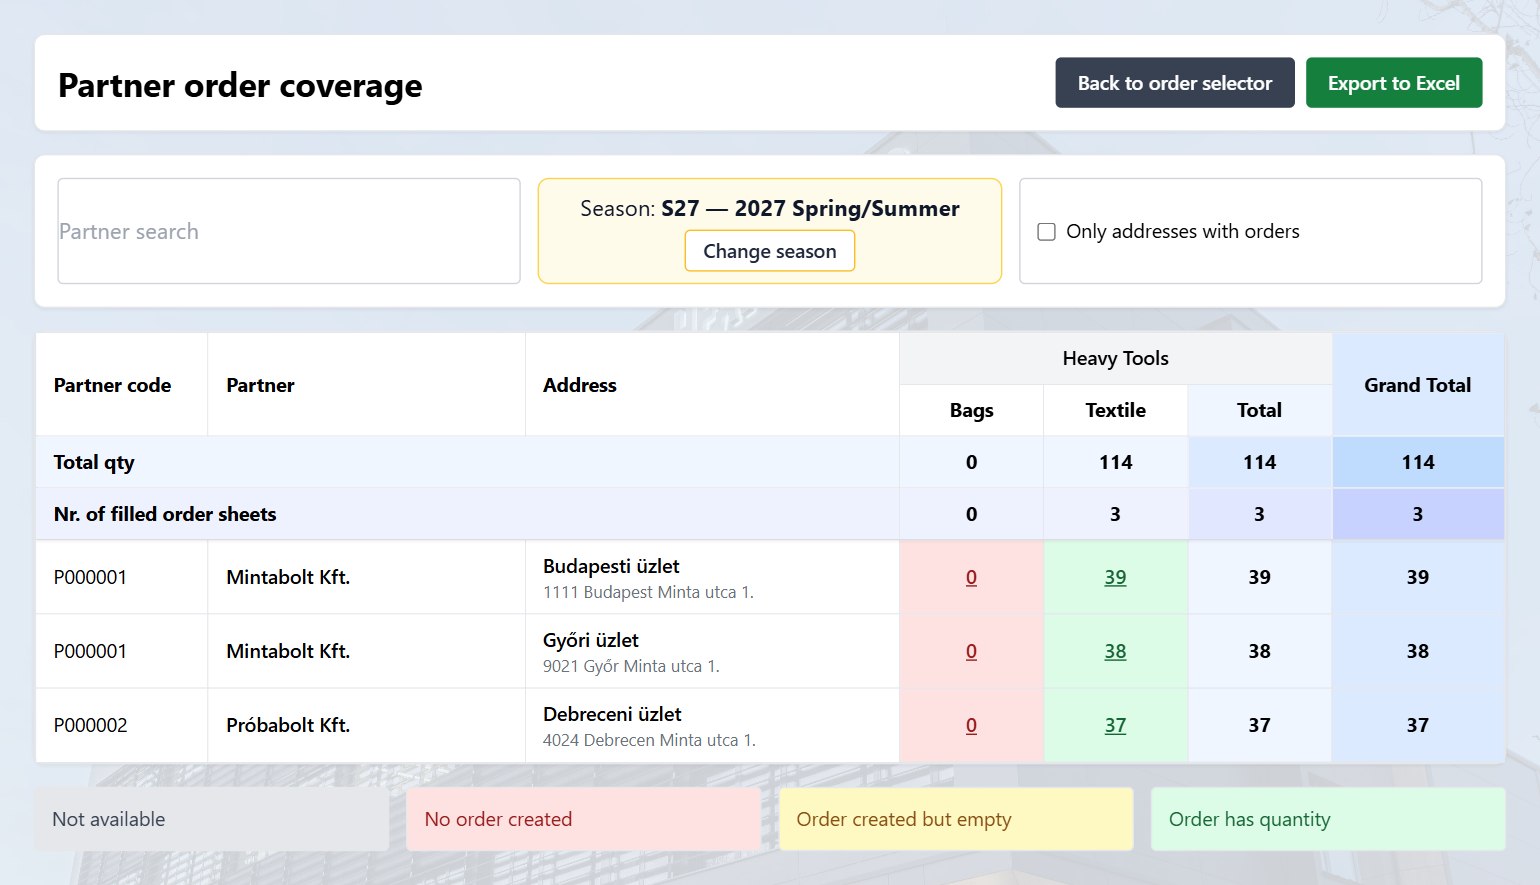 Partner order coverage
Back to order selector
Export to Excel
Partner search
Season: S27 — 2027 Spring/Summer
Change season
Only addresses with orders
Partner code Partner Address Heavy Tools Grand Total
Bags Textile Total
Total qty 0 114 114 114
Nr. of filled order sheets 0 3 3 3
P000001 Mintabolt Kft. Budapesti üzlet 0 39 39 39
1111 Budapest Minta utca 1.
P000001 Mintabolt Kft. Győri üzlet 0 38 38 38
9021 Győr Minta utca 1.
P000002 Próbabolt Kft. Debreceni üzlet 0 37 37 37
4024 Debrecen Minta utca 1.
Not available
No order created
Order created but empty
Order has quantity